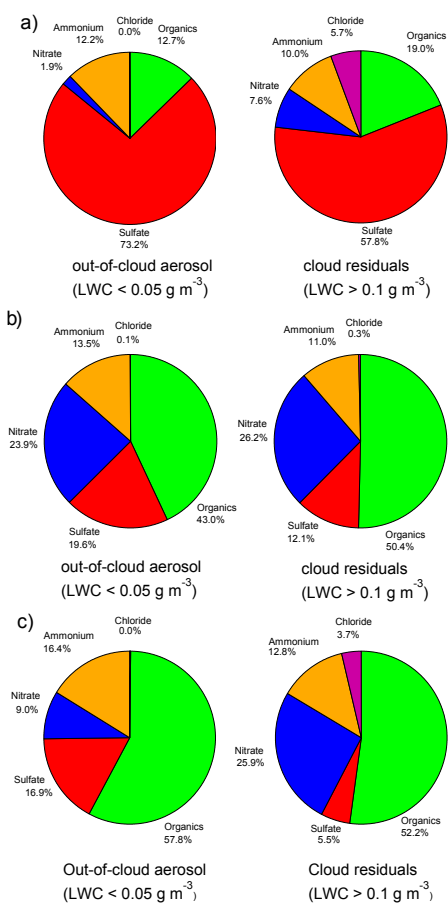 a)
Chloride
0.0%
Ammonium
12.2%
Organics
12.7%
Nitrate
1.9%
Sulfate
73.2%
out-of-cloud aerosol
(LWC < 0.05 g m⁻³)
Chloride
5.7%
Ammonium
10.0%
Organics
19.0%
Nitrate
7.6%
Sulfate
57.8%
cloud residuals
(LWC > 0.1 g m⁻³)
b)
Chloride
0.1%
Ammonium
13.5%
Nitrate
23.9%
Sulfate
19.6%
Organics
43.0%
out-of-cloud aerosol
(LWC < 0.05 g m⁻³)
Chloride
0.3%
Ammonium
11.0%
Nitrate
26.2%
Sulfate
12.1%
Organics
50.4%
cloud residuals
(LWC > 0.1 g m⁻³)
c)
Chloride
0.0%
Ammonium
16.4%
Nitrate
9.0%
Sulfate
16.9%
Organics
57.8%
Out-of-cloud aerosol
(LWC < 0.05 g m⁻³)
Chloride
3.7%
Ammonium
12.8%
Nitrate
25.9%
Sulfate
5.5%
Organics
52.2%
Cloud residuals
(LWC > 0.1 g m⁻³)